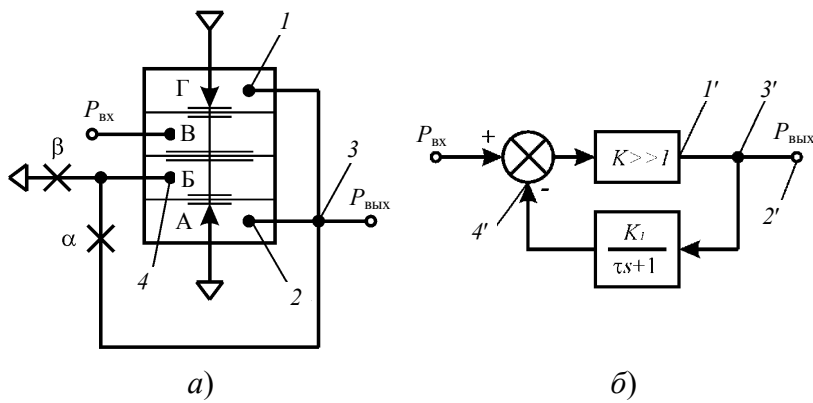 1
Г
Pвх
В
β
3
Б
Pвых
А
α
4
2
а)
1′
3′
Pвх
+
K>>1
Pвых
-
4′
2′
K1
τs+1
б)